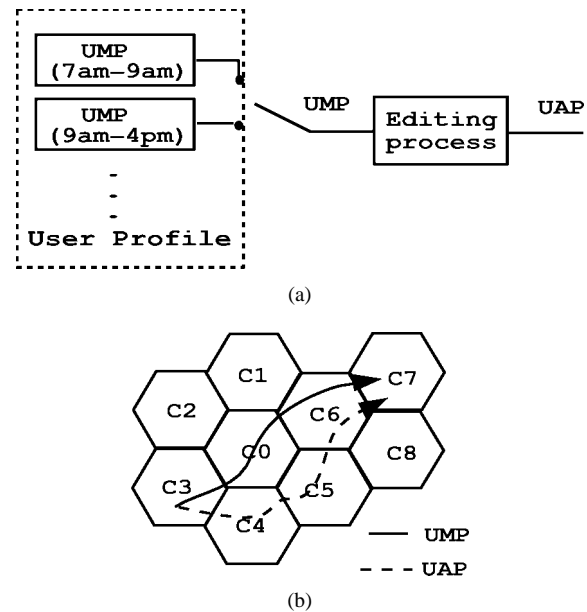 UMP
(7am—9am)
UMP
(9am—4pm)
User Profile
UMP
Editing
process
UAP
(a)
C1
C7
C2
C6
C0
C8
C3
C5
C4
UMP
UAP
(b)